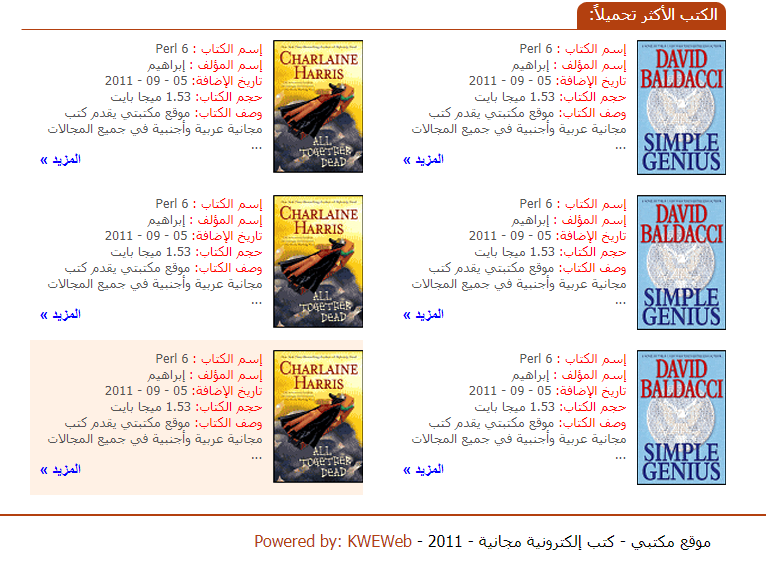 الكتب الأكثر تحميلاً:
DAVID
BALDACCI
SIMPLE
GENIUS
إسم الكتاب : Perl 6
إسم المؤلف : إبراهيم
تاريخ الإضافة: 05 - 09 - 2011
حجم الكتاب: 1.53 ميجا بايت
وصف الكتاب: موقع مكتبتي يقدم كتب
مجانية عربية وأجنبية في جميع المجالات
...
المزيد »
CHARLAINE
HARRIS
ALL
TOGETHER
DEAD
إسم الكتاب : Perl 6
إسم المؤلف : إبراهيم
تاريخ الإضافة: 05 - 09 - 2011
حجم الكتاب: 1.53 ميجا بايت
وصف الكتاب: موقع مكتبتي يقدم كتب
مجانية عربية وأجنبية في جميع المجالات
...
المزيد »
DAVID
BALDACCI
SIMPLE
GENIUS
إسم الكتاب : Perl 6
إسم المؤلف : إبراهيم
تاريخ الإضافة: 05 - 09 - 2011
حجم الكتاب: 1.53 ميجا بايت
وصف الكتاب: موقع مكتبتي يقدم كتب
مجانية عربية وأجنبية في جميع المجالات
...
المزيد »
CHARLAINE
HARRIS
ALL
TOGETHER
DEAD
إسم الكتاب : Perl 6
إسم المؤلف : إبراهيم
تاريخ الإضافة: 05 - 09 - 2011
حجم الكتاب: 1.53 ميجا بايت
وصف الكتاب: موقع مكتبتي يقدم كتب
مجانية عربية وأجنبية في جميع المجالات
...
المزيد »
DAVID
BALDACCI
SIMPLE
GENIUS
إسم الكتاب : Perl 6
إسم المؤلف : إبراهيم
تاريخ الإضافة: 05 - 09 - 2011
حجم الكتاب: 1.53 ميجا بايت
وصف الكتاب: موقع مكتبتي يقدم كتب
مجانية عربية وأجنبية في جميع المجالات
...
المزيد »
CHARLAINE
HARRIS
ALL
TOGETHER
DEAD
إسم الكتاب : Perl 6
إسم المؤلف : إبراهيم
تاريخ الإضافة: 05 - 09 - 2011
حجم الكتاب: 1.53 ميجا بايت
وصف الكتاب: موقع مكتبتي يقدم كتب
مجانية عربية وأجنبية في جميع المجالات
...
المزيد »
موقع مكتبي - كتب إلكترونية مجانية - 2011 - Powered by: KWEWeb